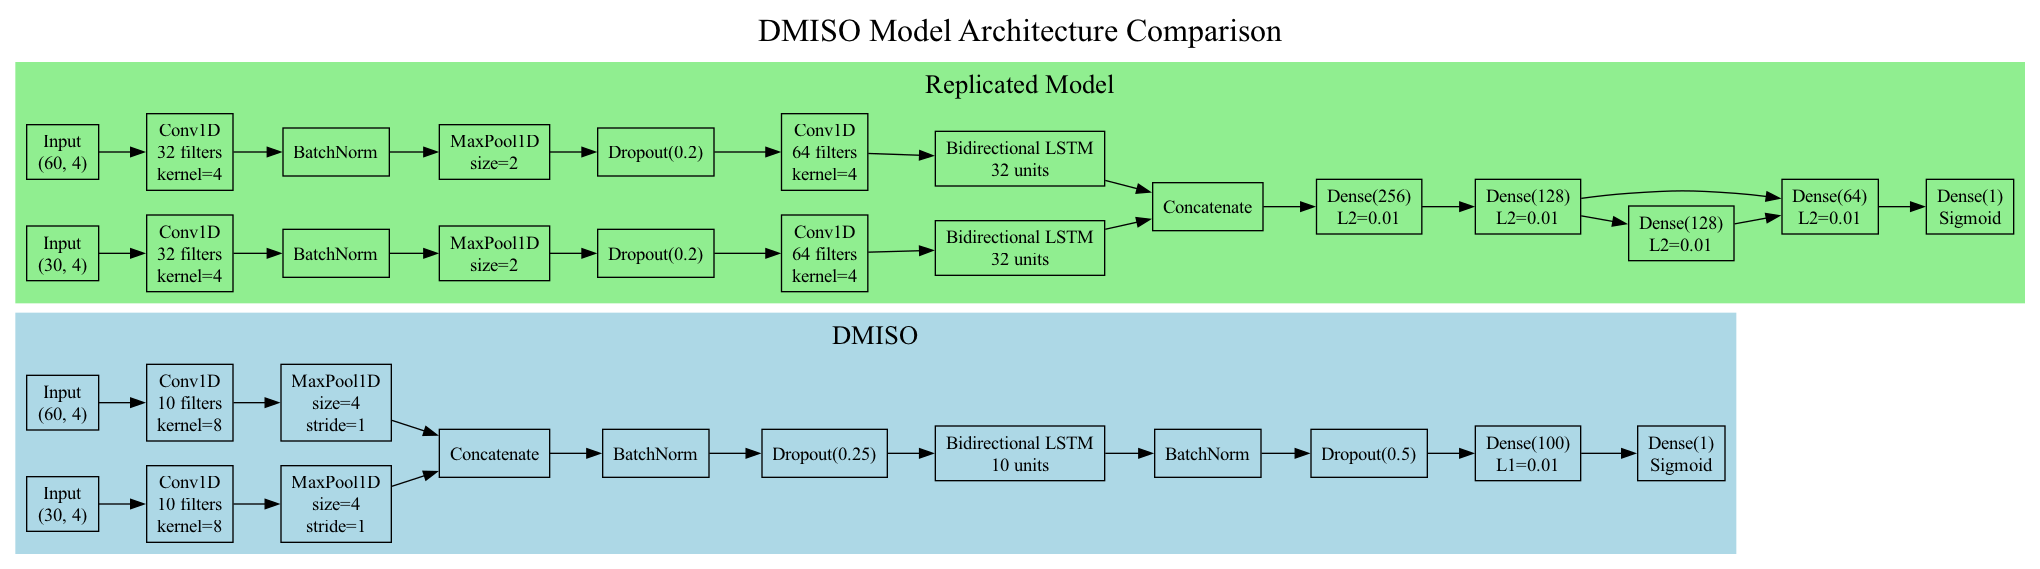 DMISO Model Architecture Comparison
Replicated Model
Input
(60, 4)
Conv1D
32 filters
kernel=4
BatchNorm
MaxPool1D
size=2
Dropout(0.2)
Conv1D
64 filters
kernel=4
Bidirectional LSTM
32 units
Input
(30, 4)
Conv1D
32 filters
kernel=4
BatchNorm
MaxPool1D
size=2
Dropout(0.2)
Conv1D
64 filters
kernel=4
Bidirectional LSTM
32 units
Concatenate
Dense(256)
L2=0.01
Dense(128)
L2=0.01
Dense(128)
L2=0.01
Dense(64)
L2=0.01
Dense(1)
Sigmoid
DMISO
Input
(60, 4)
Conv1D
10 filters
kernel=8
MaxPool1D
size=4
stride=1
Input
(30, 4)
Conv1D
10 filters
kernel=8
MaxPool1D
size=4
stride=1
Concatenate
BatchNorm
Dropout(0.25)
Bidirectional LSTM
10 units
BatchNorm
Dropout(0.5)
Dense(100)
L1=0.01
Dense(1)
Sigmoid